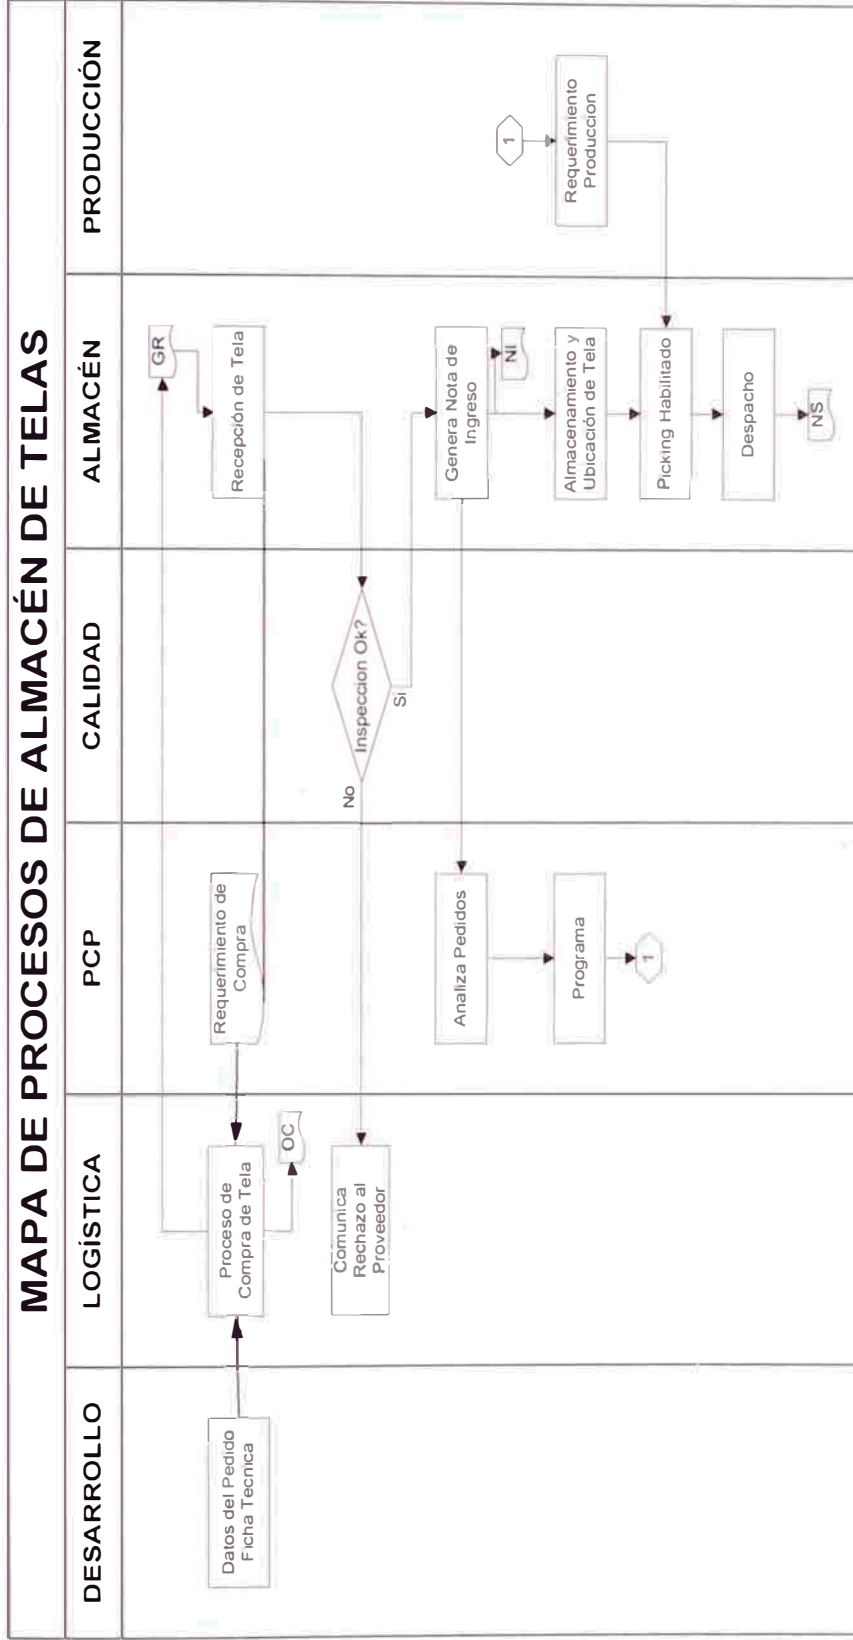 MAPA DE PROCESOS DE ALMACÉN DE TELAS
DESARROLLO
LOGÍSTICA
PCP
CALIDAD
ALMACÉN
PRODUCCIÓN
GR
Datos del Pedido
Ficha Tecnica
Proceso de
Compra de Tela
Requerimiento de
Compra
Recepción de Tela
OC
Comunica
Rechazo al
Proveedor
No
Inspeccion Ok?
Si
Analiza Pedidos
Genera Nota de
Ingreso
NI
1
Programa
Almacenamiento y
Ubicación de Tela
Requerimiento
Produccion
1
Picking Habilitado
Despacho
NS